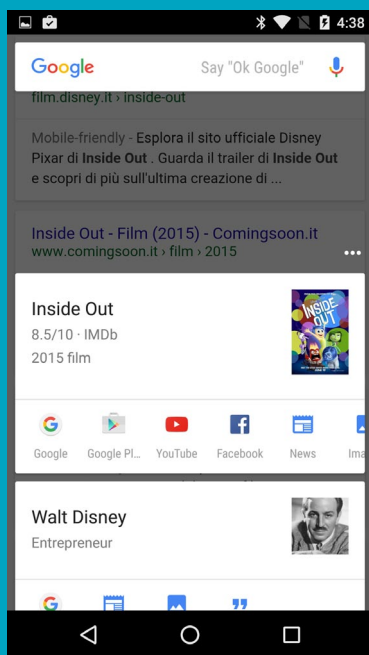 4:38
Google Say "Ok Google"
film.disney.it › inside-out
Mobile-friendly - Esplora il sito ufficiale Disney
Pixar di Inside Out . Guarda il trailer di Inside Out
e scopri di più sull'ultima creazione di ...
Inside Out - Film (2015) - Comingsoon.it
www.comingsoon.it › film › 2015
Inside Out
8.5/10 · IMDb
2015 film
INSIDE
OUT
Google Google Pl... YouTube Facebook News Ima
Walt Disney
Entrepreneur